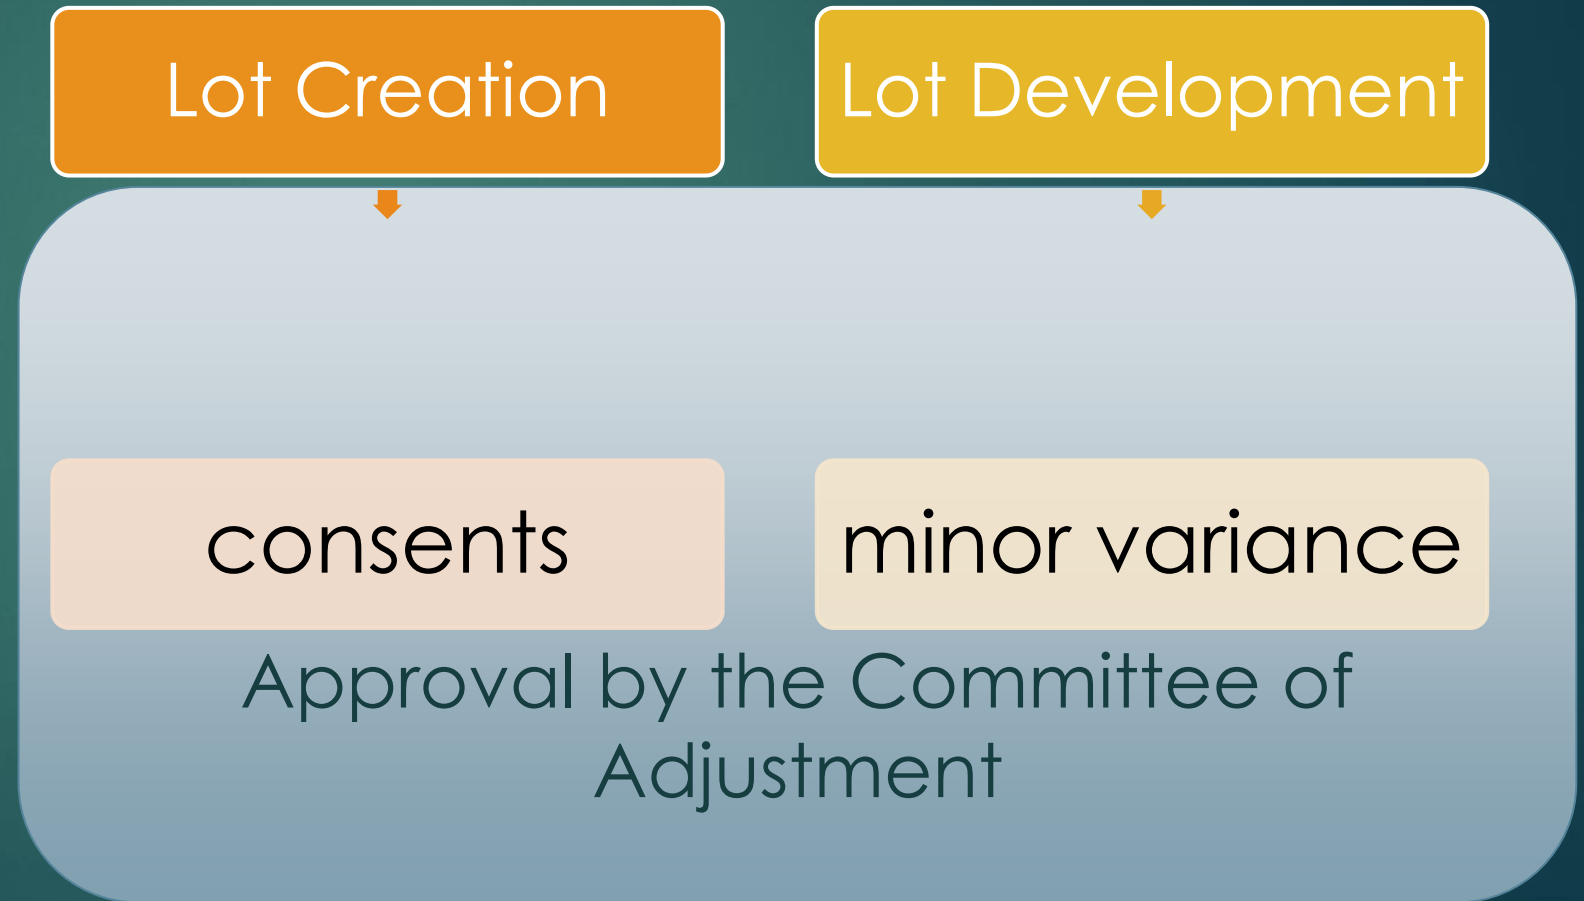 Lot Creation
Lot Development
consents
minor variance
Approval by the Committee of
Adjustment